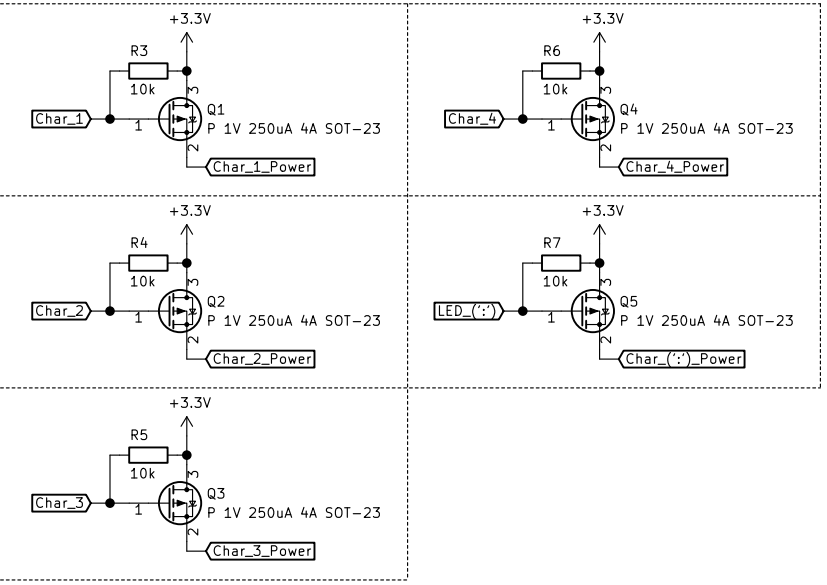 +3.3V
R3
10k
3
Char_1
1
Q1
P 1V 250uA 4A SOT-23
2
Char_1_Power
+3.3V
R6
10k
3
Char_4
1
Q4
P 1V 250uA 4A SOT-23
2
Char_4_Power
+3.3V
R4
10k
3
Char_2
1
Q2
P 1V 250uA 4A SOT-23
2
Char_2_Power
+3.3V
R7
10k
3
LED_(':')
1
Q5
P 1V 250uA 4A SOT-23
2
Char_(':')_Power
+3.3V
R5
10k
3
Char_3
1
Q3
P 1V 250uA 4A SOT-23
2
Char_3_Power